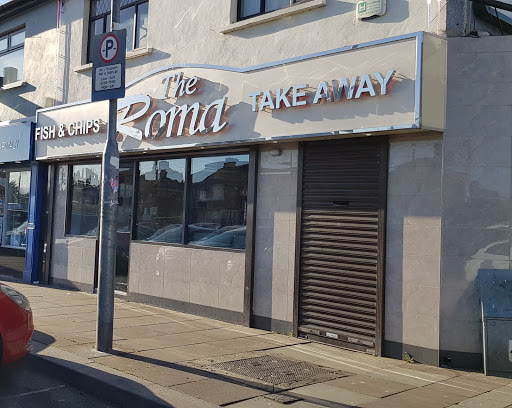 FISH & CHIPS
The
Roma
TAKE AWAY
P